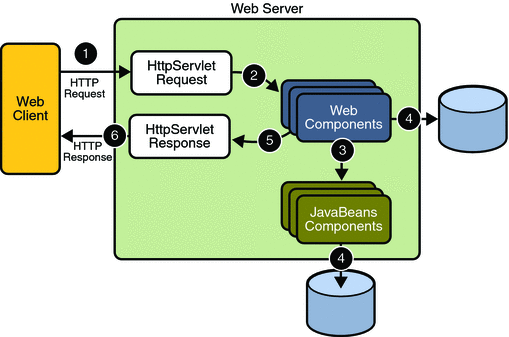 Web Server
1
HTTP
Request
HttpServlet
Request
2
Web
Client
Web
Components
4
6
HTTP
Response
HttpServlet
Response
5
3
JavaBeans
Components
4